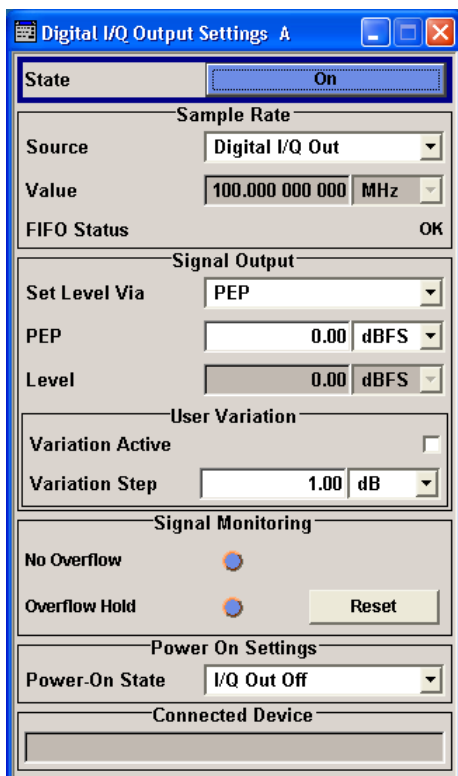 Digital I/Q Output Settings A
State On
Sample Rate
Source Digital I/Q Out
Value 100.000 000 000 MHz
FIFO Status OK
Signal Output
Set Level Via PEP
PEP 0.00 dBFS
Level 0.00 dBFS
User Variation
Variation Active
Variation Step 1.00 dB
Signal Monitoring
No Overflow
Overflow Hold Reset
Power On Settings
Power-On State I/Q Out Off
Connected Device